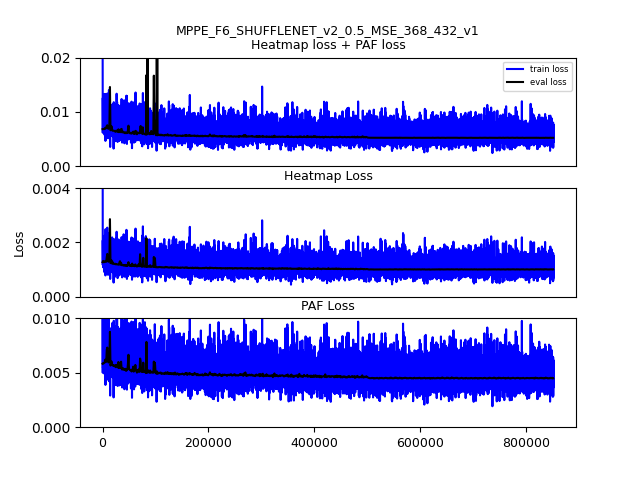 MPPE_F6_SHUFFLENET_v2_0.5_MSE_368_432_v1
Heatmap loss + PAF loss
0.02
0.01
0.00
train loss
eval loss
Heatmap Loss
0.004
0.002
0.000
Loss
PAF Loss
0.010
0.005
0.000
0 200000 400000 600000 800000